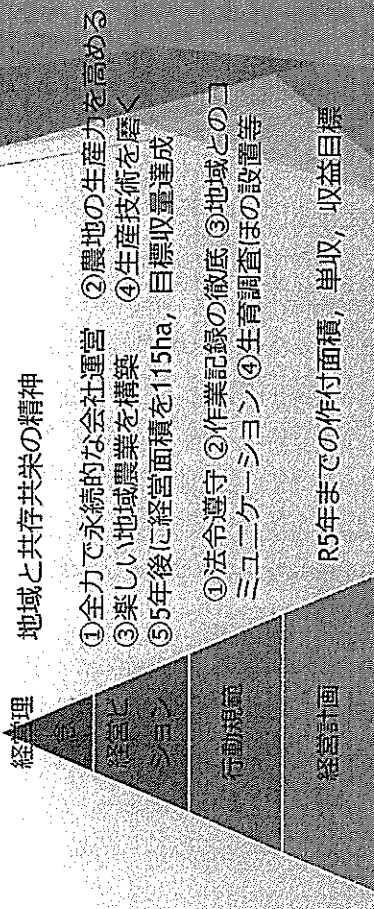 経営理
念
地域と共存共栄の精神
経営ビ
ジョン
①全力で永続的な会社運営 ②農地の生産力を高める
③楽しい地域農業を構築 ④生産技術を磨く
⑤5年後に経営面積を115ha, 目標収量達成
行動規範
①法令遵守 ②作業記録の徹底 ③地域とのコ
ミュニケーション ④生育調査ほの設置等
経営計画
R5年までの作付面積, 単収, 収益目標